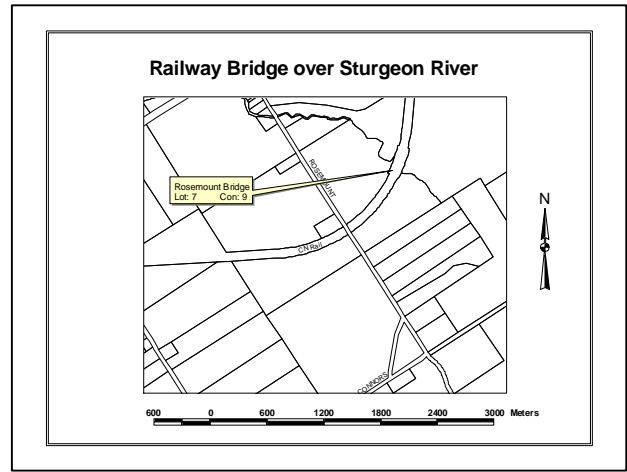 Railway Bridge over Sturgeon River
ROSEMOUNT
Rosemount Bridge
Lot: 7 Con: 9
N
CN Rail
CONNORS
600 0 600 1200 1800 2400 3000 Meters